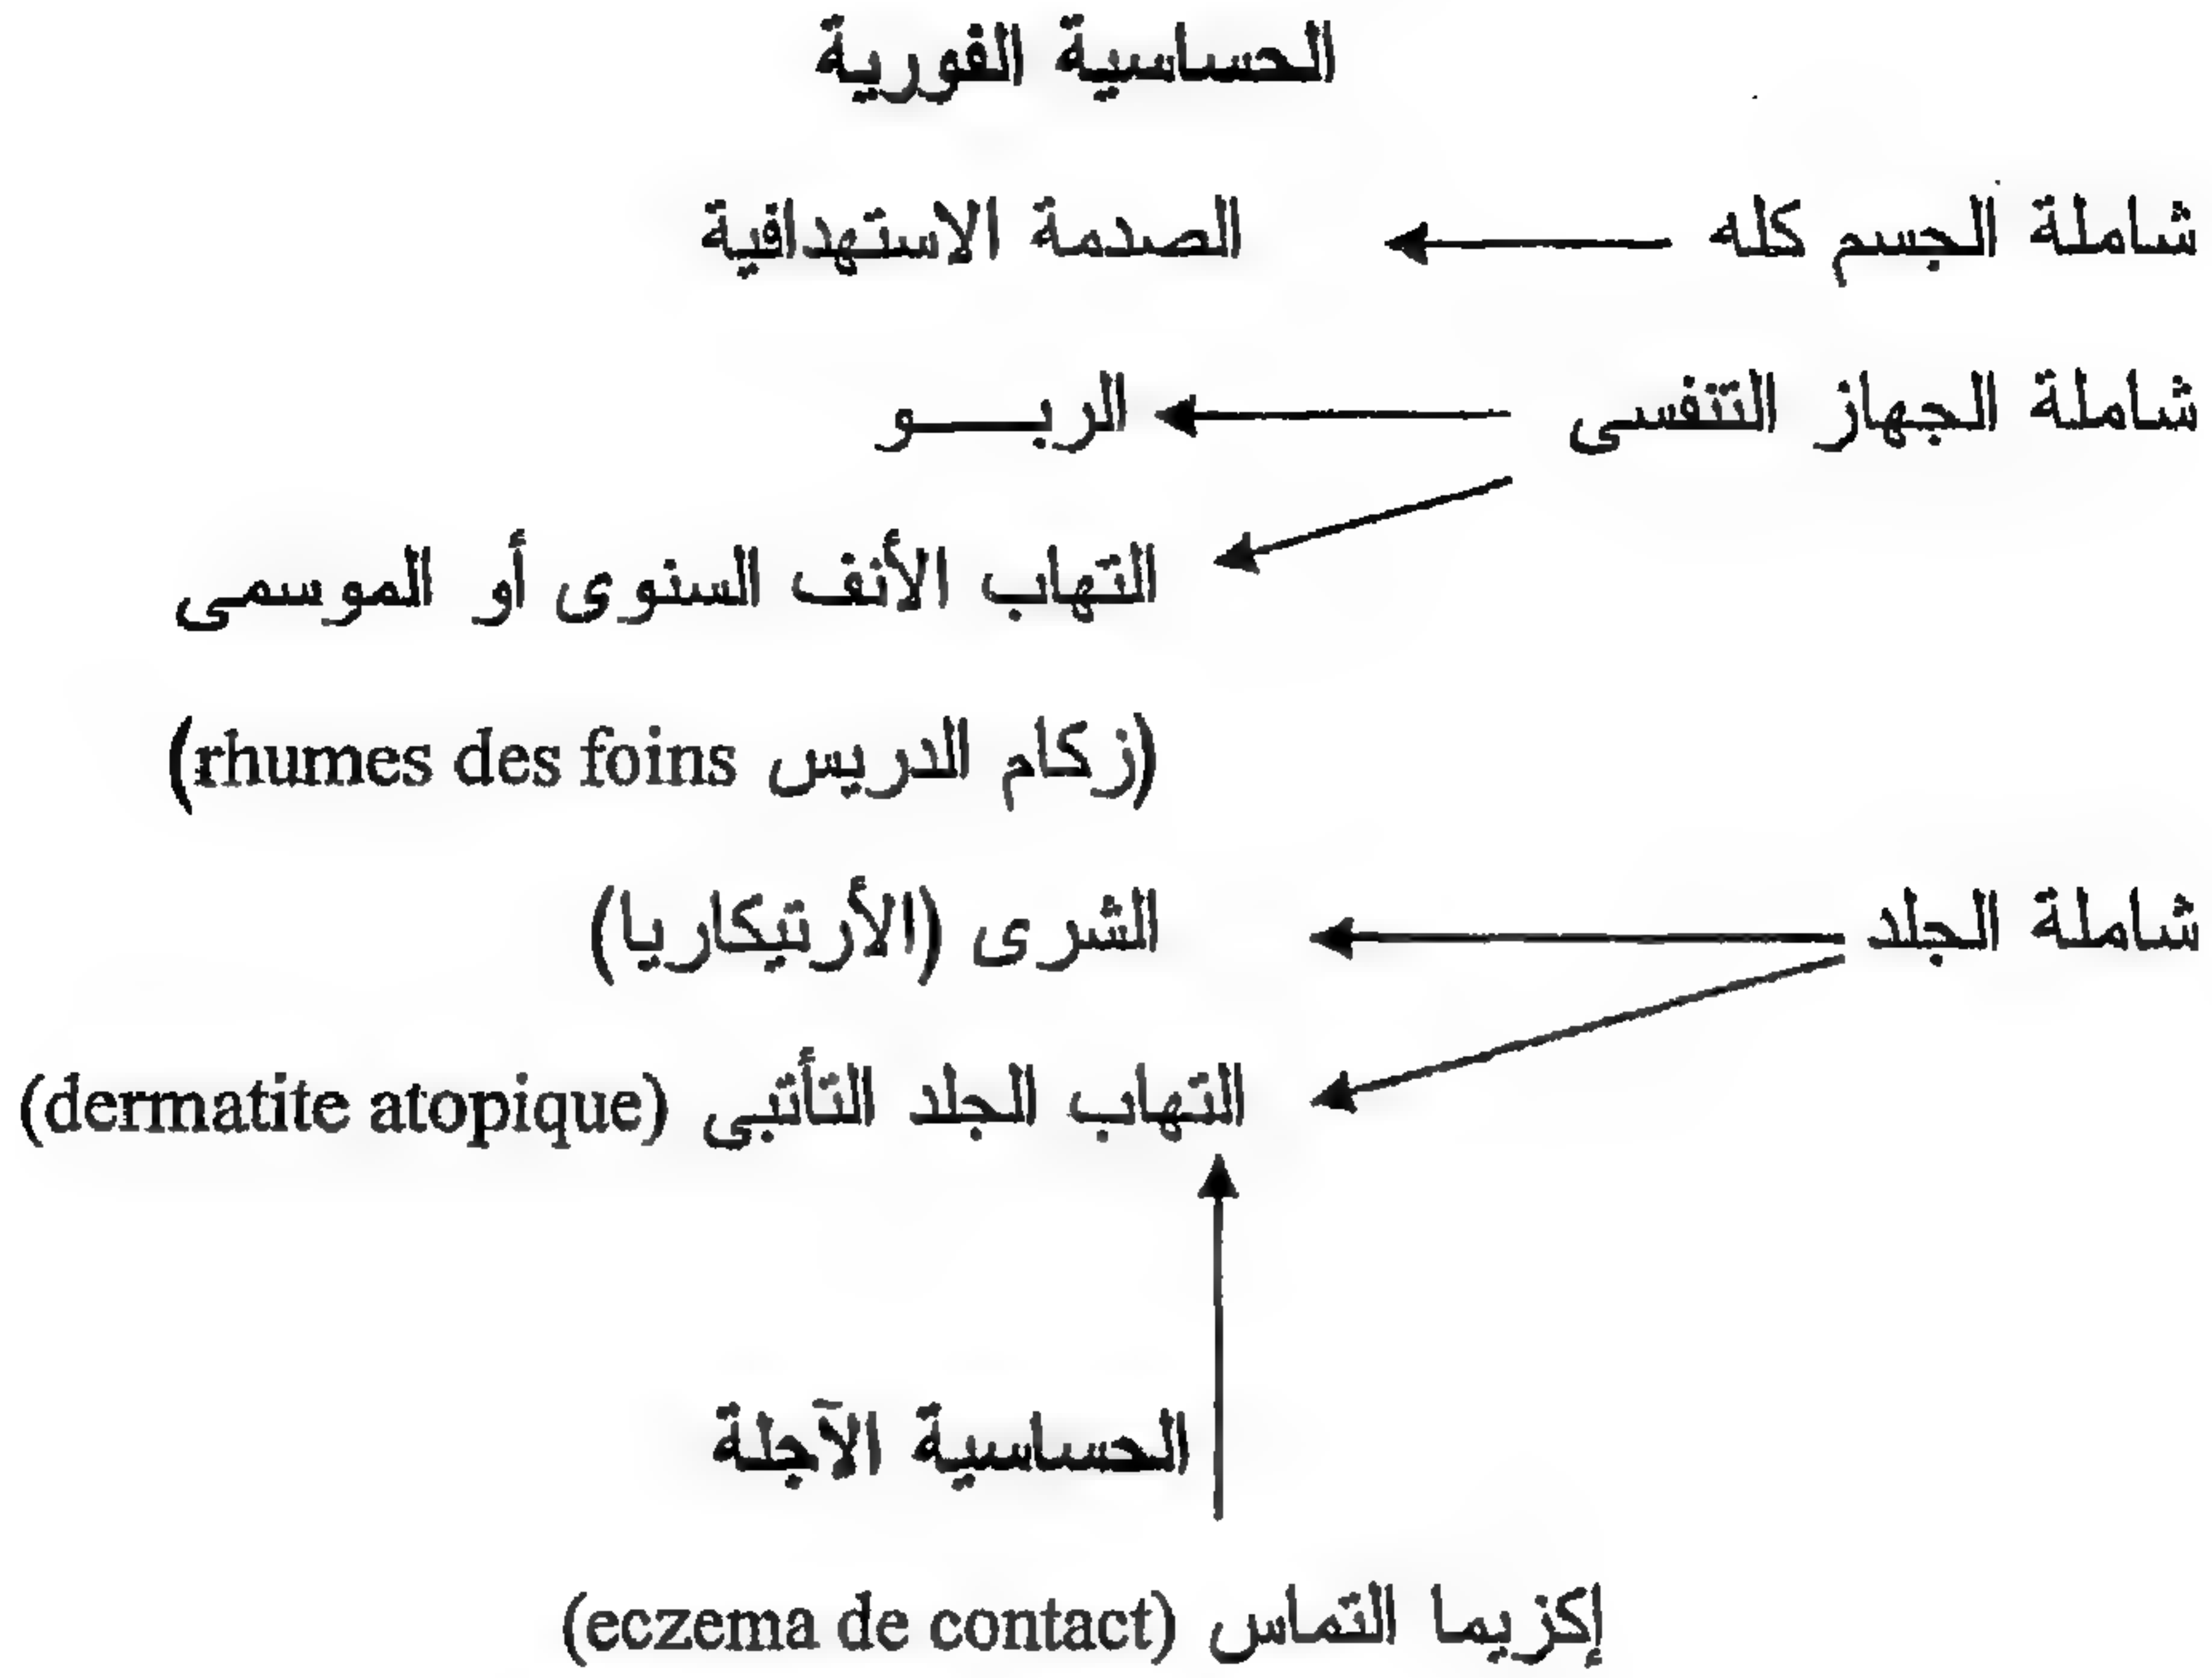 الحساسية الفورية
شاملة الجسم كله الصدمة الاستهدافية
شاملة الجهاز التنفسى الربـــو
التهاب الأنف السنوى أو الموسمى
(زكام الدريس rhumes des foins)
شاملة الجلد الشرى (الأرتيكاريا)
التهاب الجلد التأتبى (dermatite atopique)
الحساسية الآجلة
إكزيما التماس (eczema de contact)